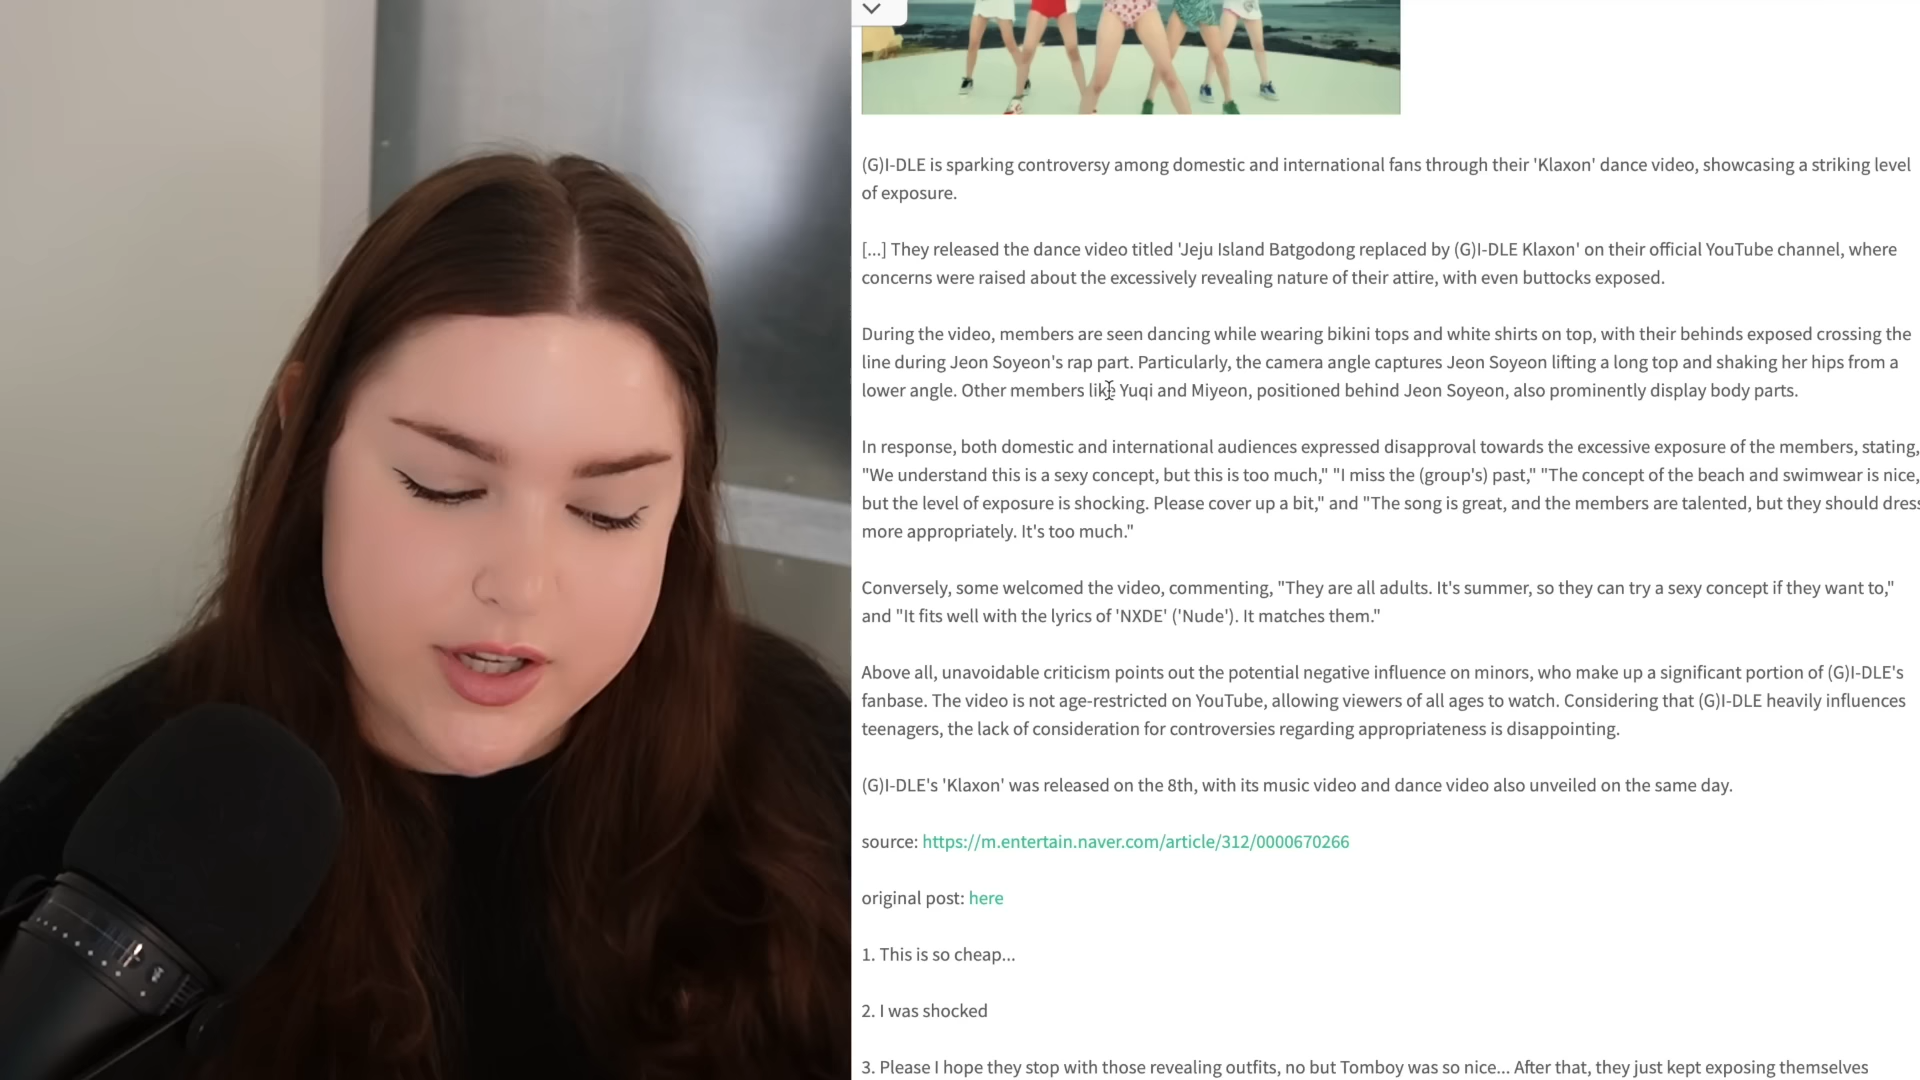 (G)I-DLE is sparking controversy among domestic and international fans through their 'Klaxon' dance video, showcasing a striking level
of exposure.
[...] They released the dance video titled 'Jeju Island Batgodong replaced by (G)I-DLE Klaxon' on their official YouTube channel, where
concerns were raised about the excessively revealing nature of their attire, with even buttocks exposed.
During the video, members are seen dancing while wearing bikini tops and white shirts on top, with their behinds exposed crossing the
line during Jeon Soyeon's rap part. Particularly, the camera angle captures Jeon Soyeon lifting a long top and shaking her hips from a
lower angle. Other members like Yuqi and Miyeon, positioned behind Jeon Soyeon, also prominently display body parts.
In response, both domestic and international audiences expressed disapproval towards the excessive exposure of the members, stating,
"We understand this is a sexy concept, but this is too much," "I miss the (group's) past," "The concept of the beach and swimwear is nice,
but the level of exposure is shocking. Please cover up a bit," and "The song is great, and the members are talented, but they should dress
more appropriately. It's too much."
Conversely, some welcomed the video, commenting, "They are all adults. It's summer, so they can try a sexy concept if they want to,"
and "It fits well with the lyrics of 'NXDE' ('Nude'). It matches them."
Above all, unavoidable criticism points out the potential negative influence on minors, who make up a significant portion of (G)I-DLE's
fanbase. The video is not age-restricted on YouTube, allowing viewers of all ages to watch. Considering that (G)I-DLE heavily influences
teenagers, the lack of consideration for controversies regarding appropriateness is disappointing.
(G)I-DLE's 'Klaxon' was released on the 8th, with its music video and dance video also unveiled on the same day.
source: https://m.entertain.naver.com/article/312/0000670266
original post: here
1. This is so cheap...
2. I was shocked
3. Please I hope they stop with those revealing outfits, no but Tomboy was so nice... After that, they just kept exposing themselves